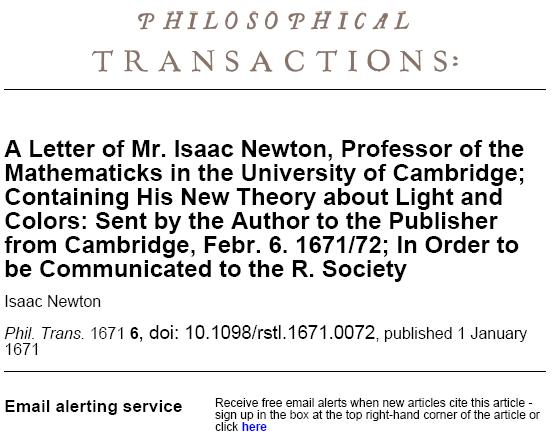 PHILOSOPHICAL
TRANSACTIONS:
A Letter of Mr. Isaac Newton, Professor of the
Mathematicks in the University of Cambridge;
Containing His New Theory about Light and
Colors: Sent by the Author to the Publisher
from Cambridge, Febr. 6. 1671/72; In Order to
be Communicated to the R. Society
Isaac Newton
Phil. Trans. 1671 6, doi: 10.1098/rstl.1671.0072, published 1 January
1671
Email alerting service
Receive free email alerts when new articles cite this article -
sign up in the box at the top right-hand corner of the article or
click here